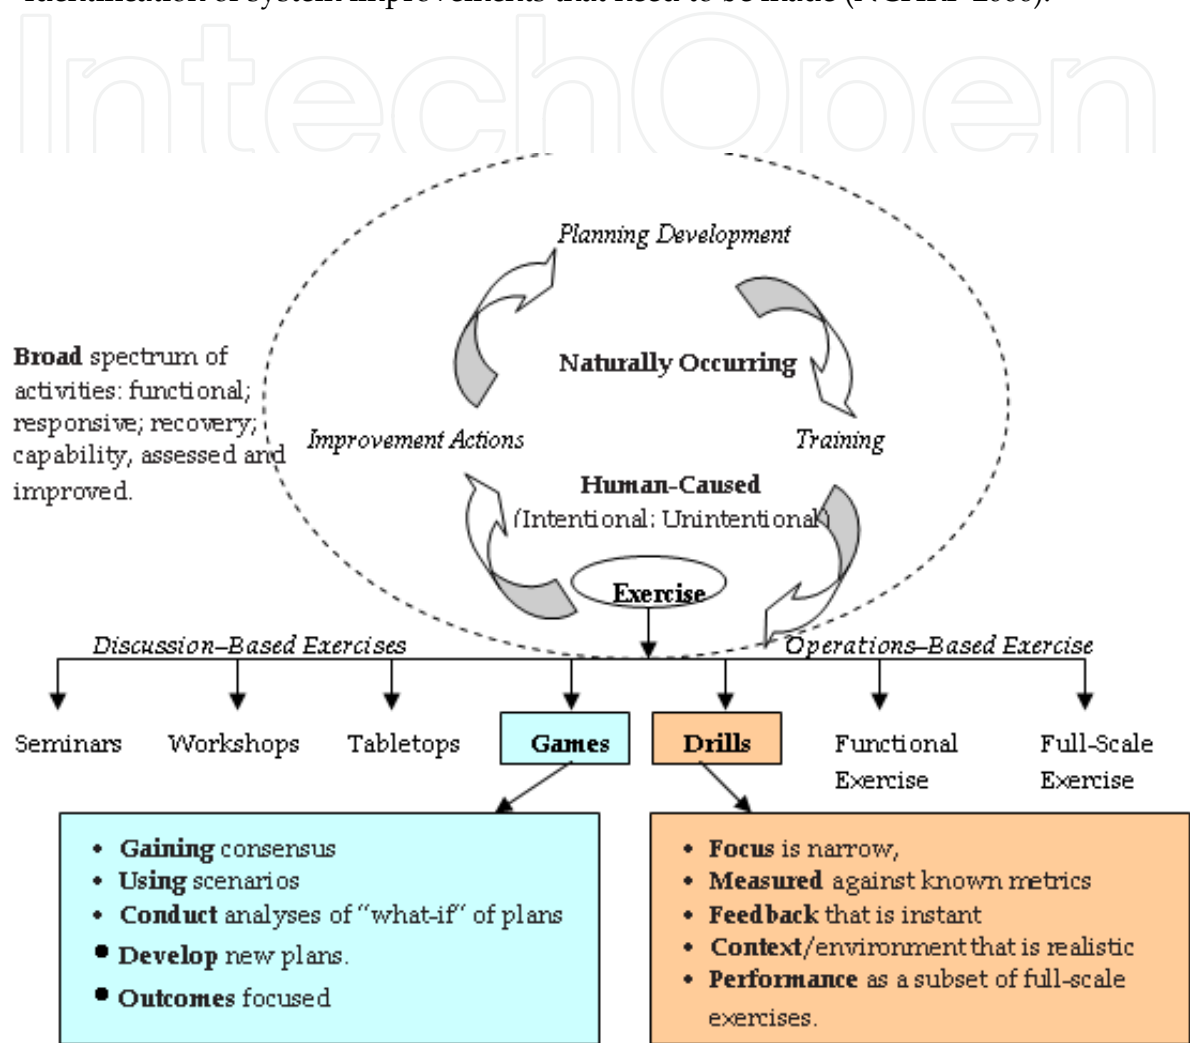 IntechOpen
Planning Development
Naturally Occurring
Broad spectrum of
activities: functional;
responsive; recovery;
capability, assessed and
improved.
Improvement Actions
Training
Human-Caused
(Intentional; Unintentional)
Exercise
Discussion–Based Exercises
Operations–Based Exercise
Seminars
Workshops
Tabletops
Games
Drills
Functional
Exercise
Full-Scale
Exercise
• Gaining consensus
• Using scenarios
• Conduct analyses of “what-if“ of plans
• Develop new plans.
• Outcomes focused
• Focus is narrow,
• Measured against known metrics
• Feedback that is instant
• Context/environment that is realistic
• Performance as a subset of full-scale
exercises.